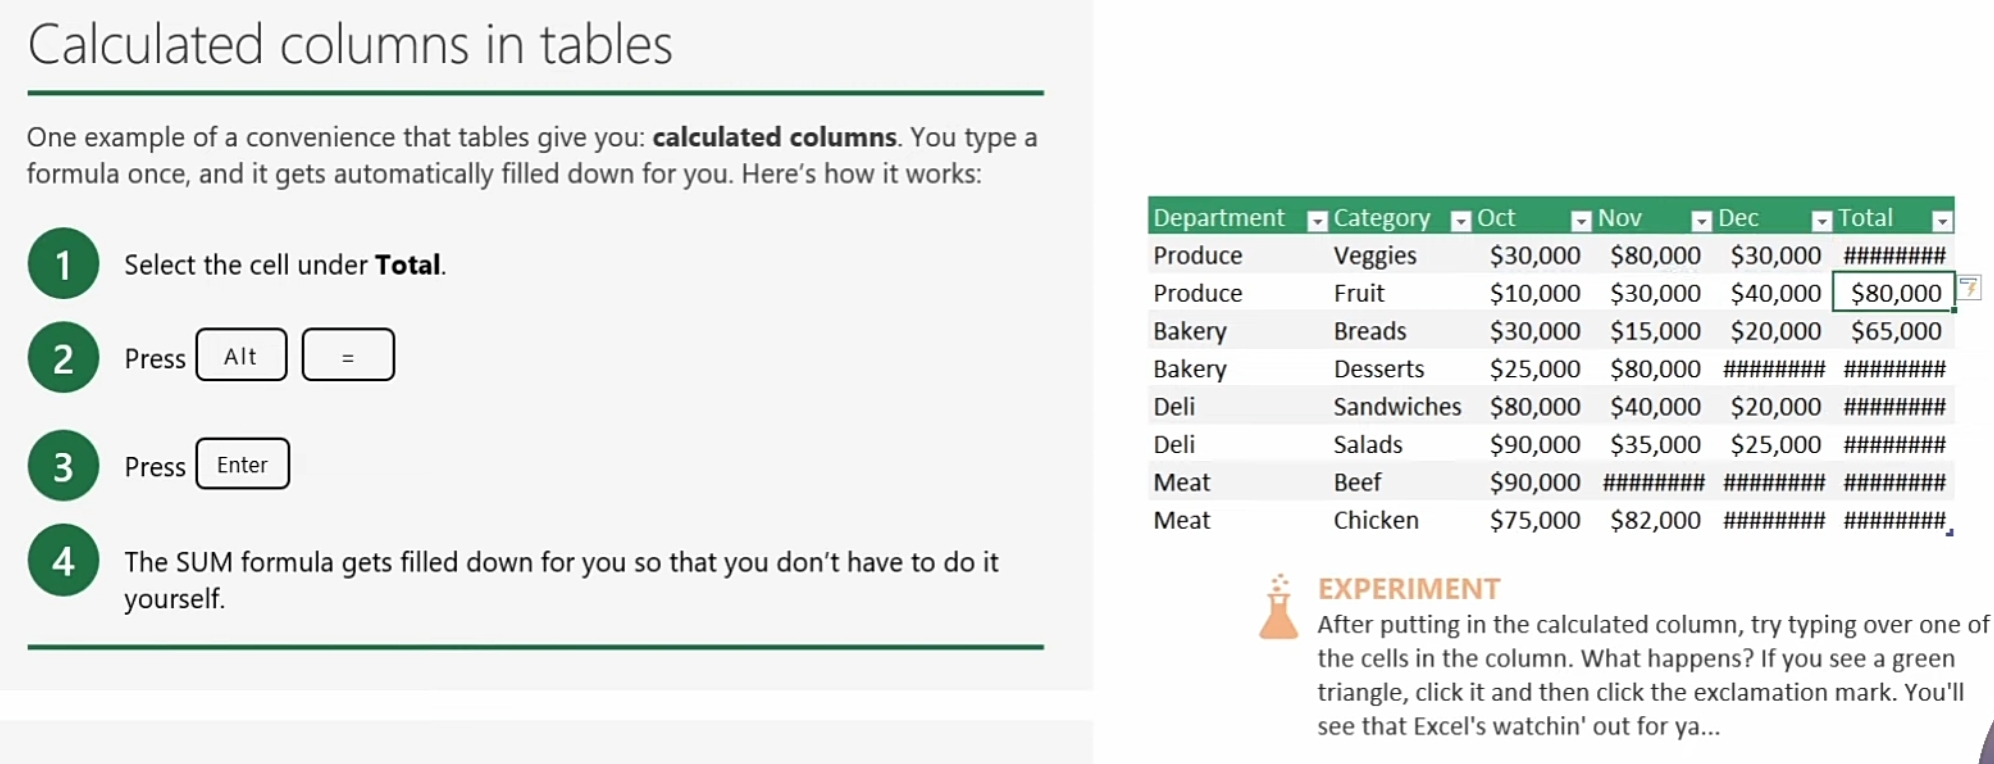 Calculated columns in tables
One example of a convenience that tables give you: calculated columns. You type a
formula once, and it gets automatically filled down for you. Here's how it works:
1 Select the cell under Total.
2 Press Alt =
3 Press Enter
4 The SUM formula gets filled down for you so that you don't have to do it
yourself.
Department Category Oct Nov Dec Total
Produce Veggies $30,000 $80,000 $30,000 ########
Produce Fruit $10,000 $30,000 $40,000 $80,000
Bakery Breads $30,000 $15,000 $20,000 $65,000
Bakery Desserts $25,000 $80,000 ######## ########
Deli Sandwiches $80,000 $40,000 $20,000 ########
Deli Salads $90,000 $35,000 $25,000 ########
Meat Beef $90,000 ######## ######## ########
Meat Chicken $75,000 $82,000 ######## ########
EXPERIMENT
After putting in the calculated column, try typing over one of
the cells in the column. What happens? If you see a green
triangle, click it and then click the exclamation mark. You'll
see that Excel's watchin' out for ya...